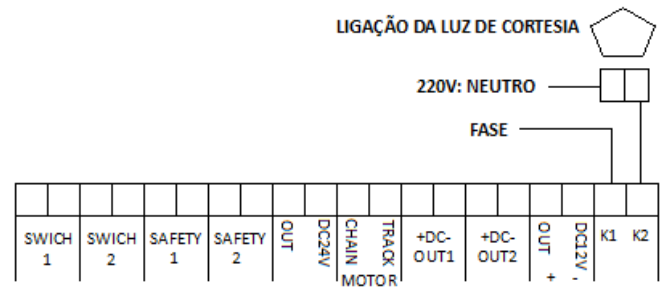 LIGAÇÃO DA LUZ DE CORTESIA
220V: NEUTRO
FASE
SWICH 1
SWICH 2
SAFETY 1
SAFETY 2
OUT
DC24V
CHAIN
TRACK
MOTOR
+DC-
OUT1
+DC-
OUT2
OUT +
DC12V -
K1
K2